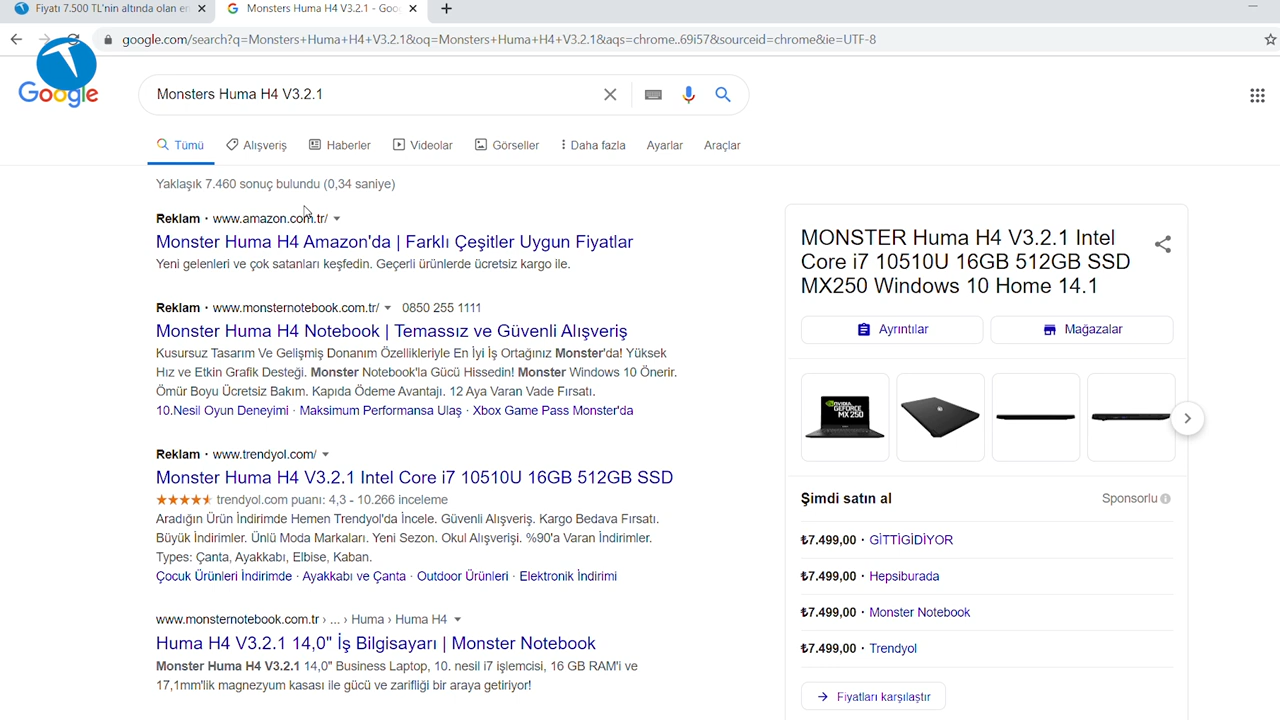 Fiyatı 7.500 TL'nin altında olan en
Monsters Huma H4 V3.2.1 - Goo
google.com/search?q=Monsters+Huma+H4+V3.2.1&oq=Monsters+Huma+H4+V3.2.1&aqs=chrome..69i57&sourceid=chrome&ie=UTF-8
Google
Monsters Huma H4 V3.2.1
Tümü
Alışveriş
Haberler
Videolar
Görseller
Daha fazla
Ayarlar
Araçlar
Yaklaşık 7.460 sonuç bulundu (0,34 saniye)
Reklam · www.amazon.com.tr/
Monster Huma H4 Amazon'da | Farklı Çeşitler Uygun Fiyatlar
Yeni gelenleri ve çok satanları keşfedin. Geçerli ürünlerde ücretsiz kargo ile.
Reklam · www.monsternotebook.com.tr/ 0850 255 1111
Monster Huma H4 Notebook | Temassız ve Güvenli Alışveriş
Kusursuz Tasarım Ve Gelişmiş Donanım Özellikleriyle En İyi İş Ortağınız Monster'da! Yüksek
Hız ve Etkin Grafik Desteği. Monster Notebook'la Gücü Hissedin! Monster Windows 10 Önerir.
Ömür Boyu Ücretsiz Bakım. Kapıda Ödeme Avantajı. 12 Aya Varan Vade Fırsatı.
10.Nesil Oyun Deneyimi · Maksimum Performansa Ulaş · Xbox Game Pass Monster'da
Reklam · www.trendyol.com/
Monster Huma H4 V3.2.1 Intel Core i7 10510U 16GB 512GB SSD
trendyol.com puanı: 4,3 - 10.266 inceleme
Aradığın Ürün İndirimde Hemen Trendyol'da İncele. Güvenli Alışveriş. Kargo Bedava Fırsatı.
Büyük İndirimler. Ünlü Moda Markaları. Yeni Sezon. Okul Alışverişi. %90'a Varan İndirimler.
Types: Çanta, Ayakkabı, Elbise, Kaban.
Çocuk Ürünleri İndirimde · Ayakkabı ve Çanta · Outdoor Ürünleri · Elektronik İndirimi
www.monsternotebook.com.tr › ... › Huma › Huma H4
Huma H4 V3.2.1 14,0" İş Bilgisayarı | Monster Notebook
Monster Huma H4 V3.2.1 14,0" Business Laptop, 10. nesil i7 işlemcisi, 16 GB RAM'i ve
17,1mm'lik magnezyum kasası ile gücü ve zarifliği bir araya getiriyor!
MONSTER Huma H4 V3.2.1 Intel
Core i7 10510U 16GB 512GB SSD
MX250 Windows 10 Home 14.1
Ayrıntılar
Mağazalar
NVIDIA
GEFORCE
MX 250
Şimdi satın al
Sponsorlu
₺7.499,00 · GİTTİGİDİYOR
₺7.499,00 · Hepsiburada
₺7.499,00 · Monster Notebook
₺7.499,00 · Trendyol
Fiyatları karşılaştır